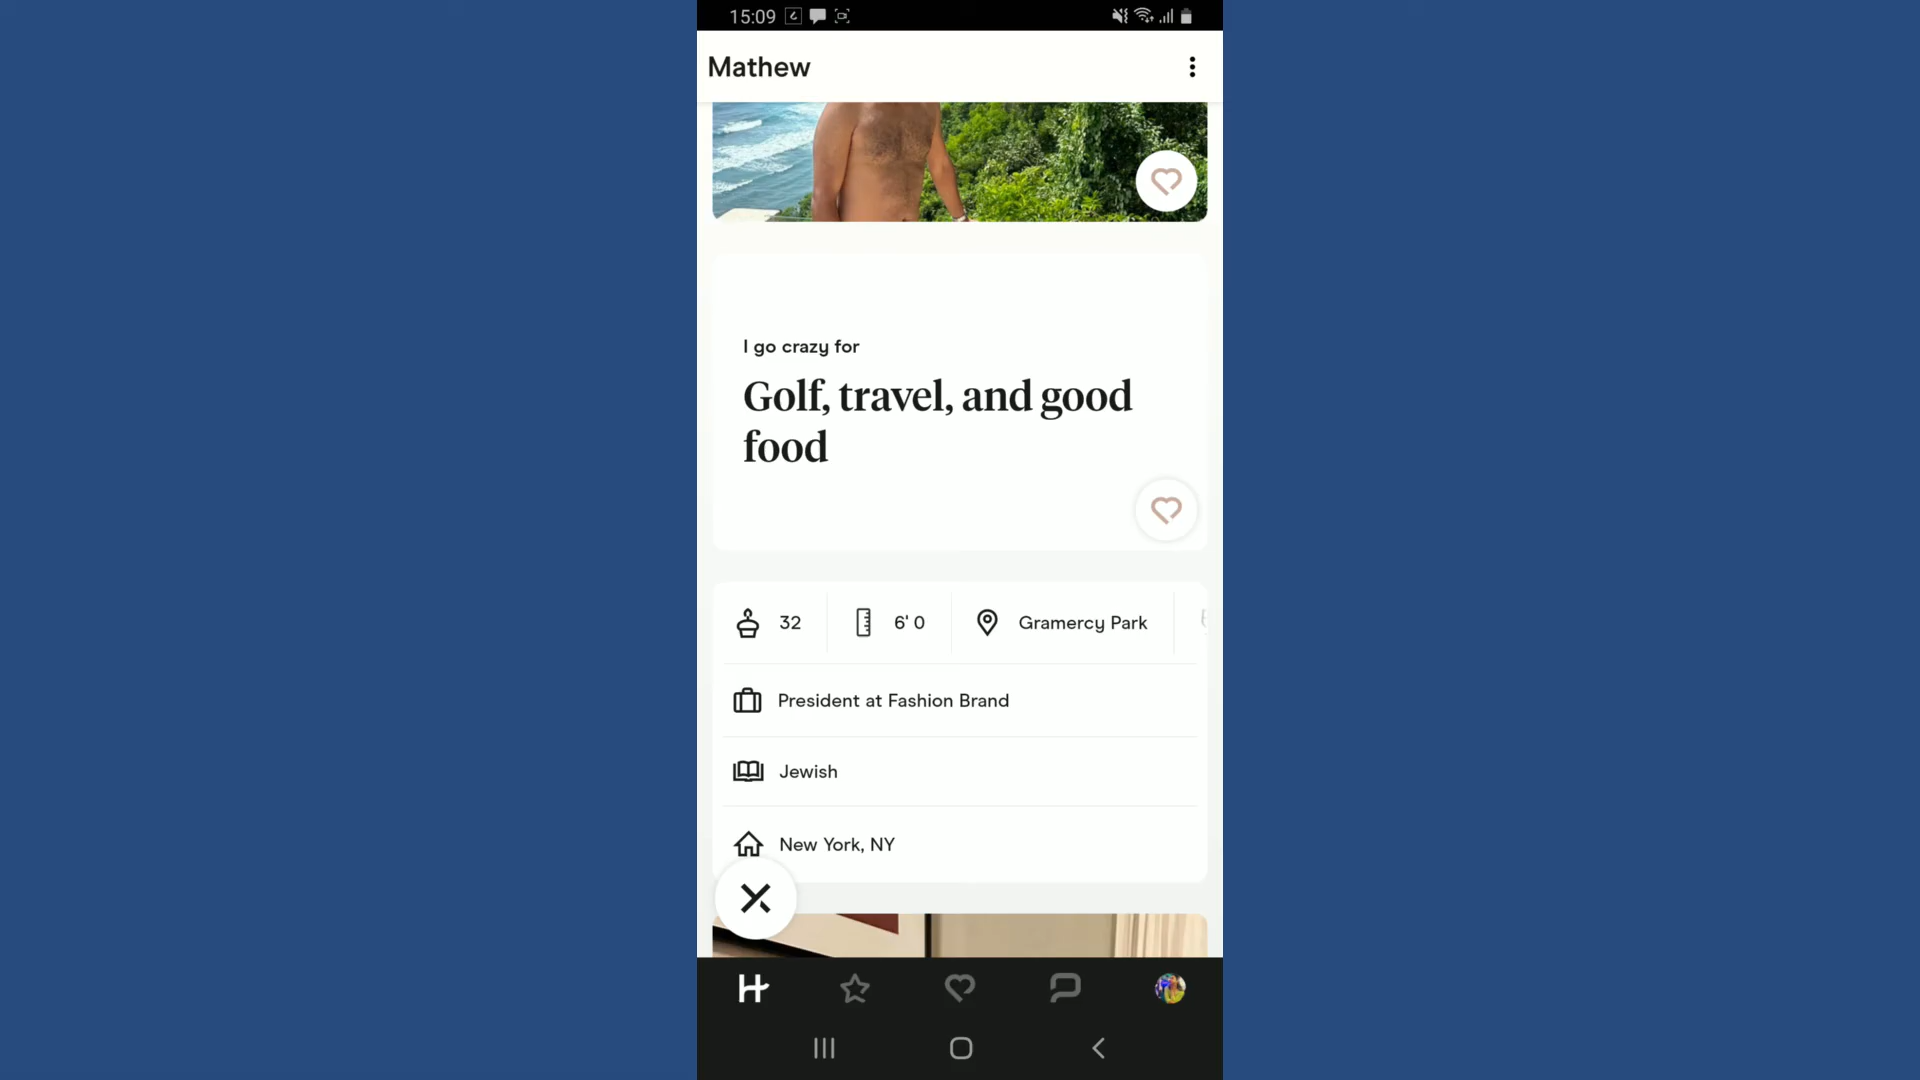 15:09
Mathew
I go crazy for
Golf, travel, and good
food
32
6' 0
Gramercy Park
President at Fashion Brand
Jewish
New York, NY